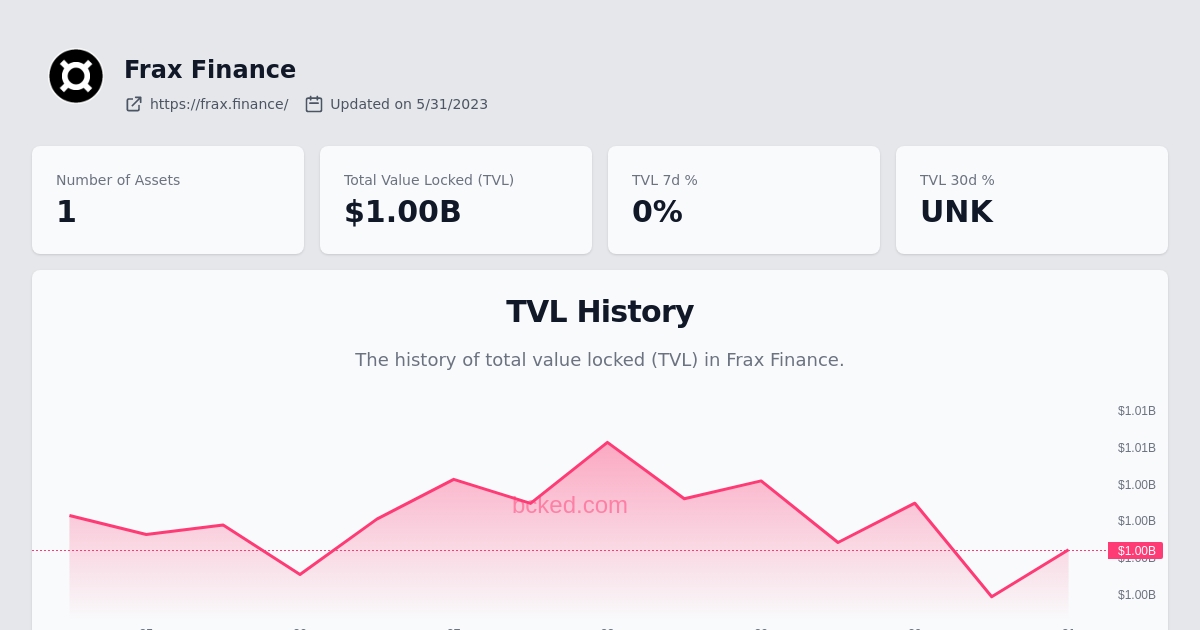 Frax Finance
https://frax.finance/ Updated on 5/31/2023
Number of Assets
1
Total Value Locked (TVL)
$1.00B
TVL 7d %
0%
TVL 30d %
UNK
TVL History
The history of total value locked (TVL) in Frax Finance.
$1.01B
$1.01B
$1.00B
bcked.com
$1.00B
$1.00B
$1.00B
$1.00B